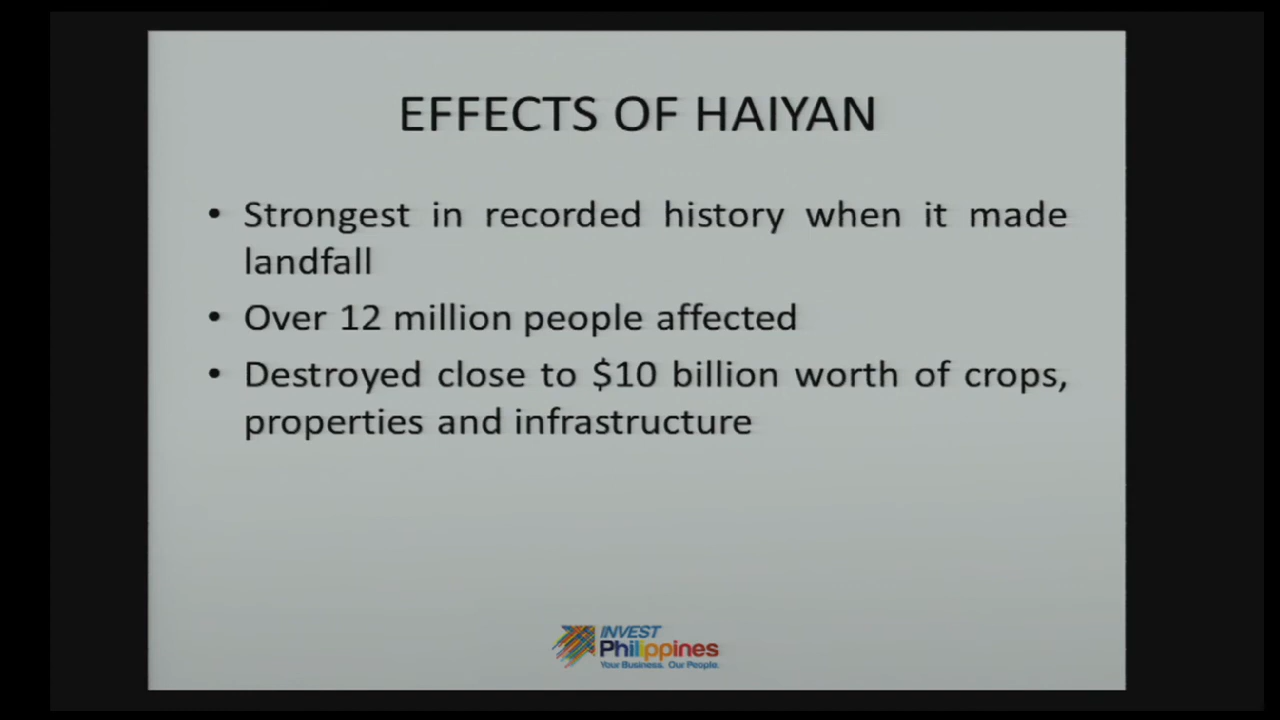 EFFECTS OF HAIYAN
• Strongest in recorded history when it made
landfall
• Over 12 million people affected
• Destroyed close to $10 billion worth of crops,
properties and infrastructure
INVEST
Philippines
Your Business. Our People.